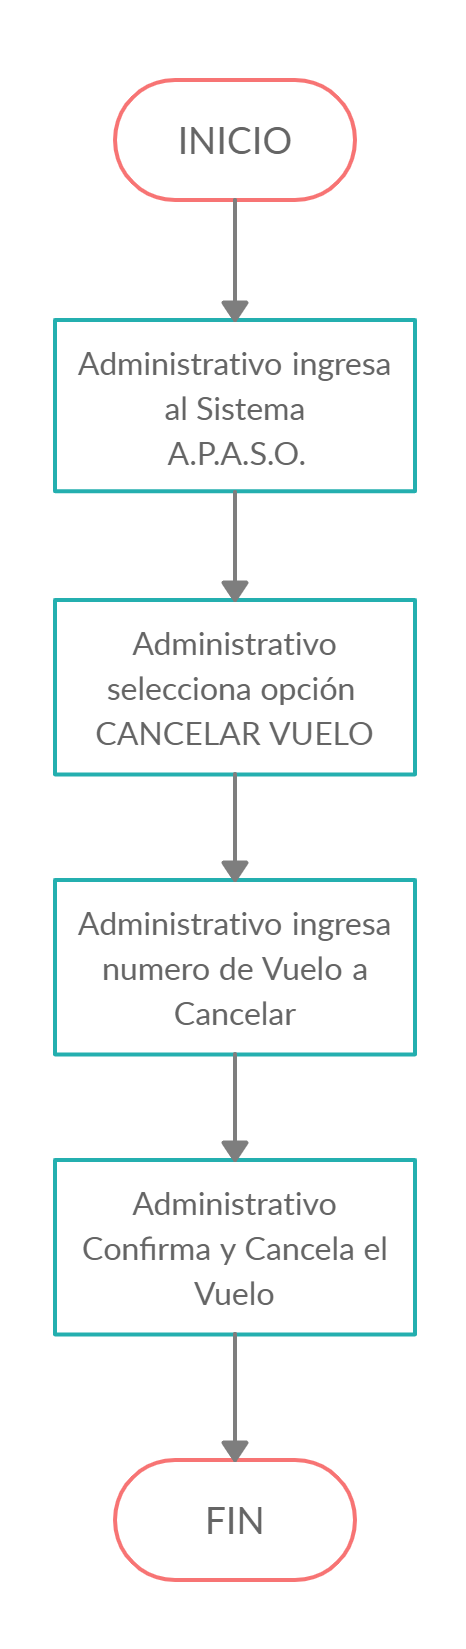 INICIO
Administrativo ingresa
al Sistema
A.P.A.S.O.
Administrativo
selecciona opción
CANCELAR VUELO
Administrativo ingresa
numero de Vuelo a
Cancelar
Administrativo
Confirma y Cancela el
Vuelo
FIN